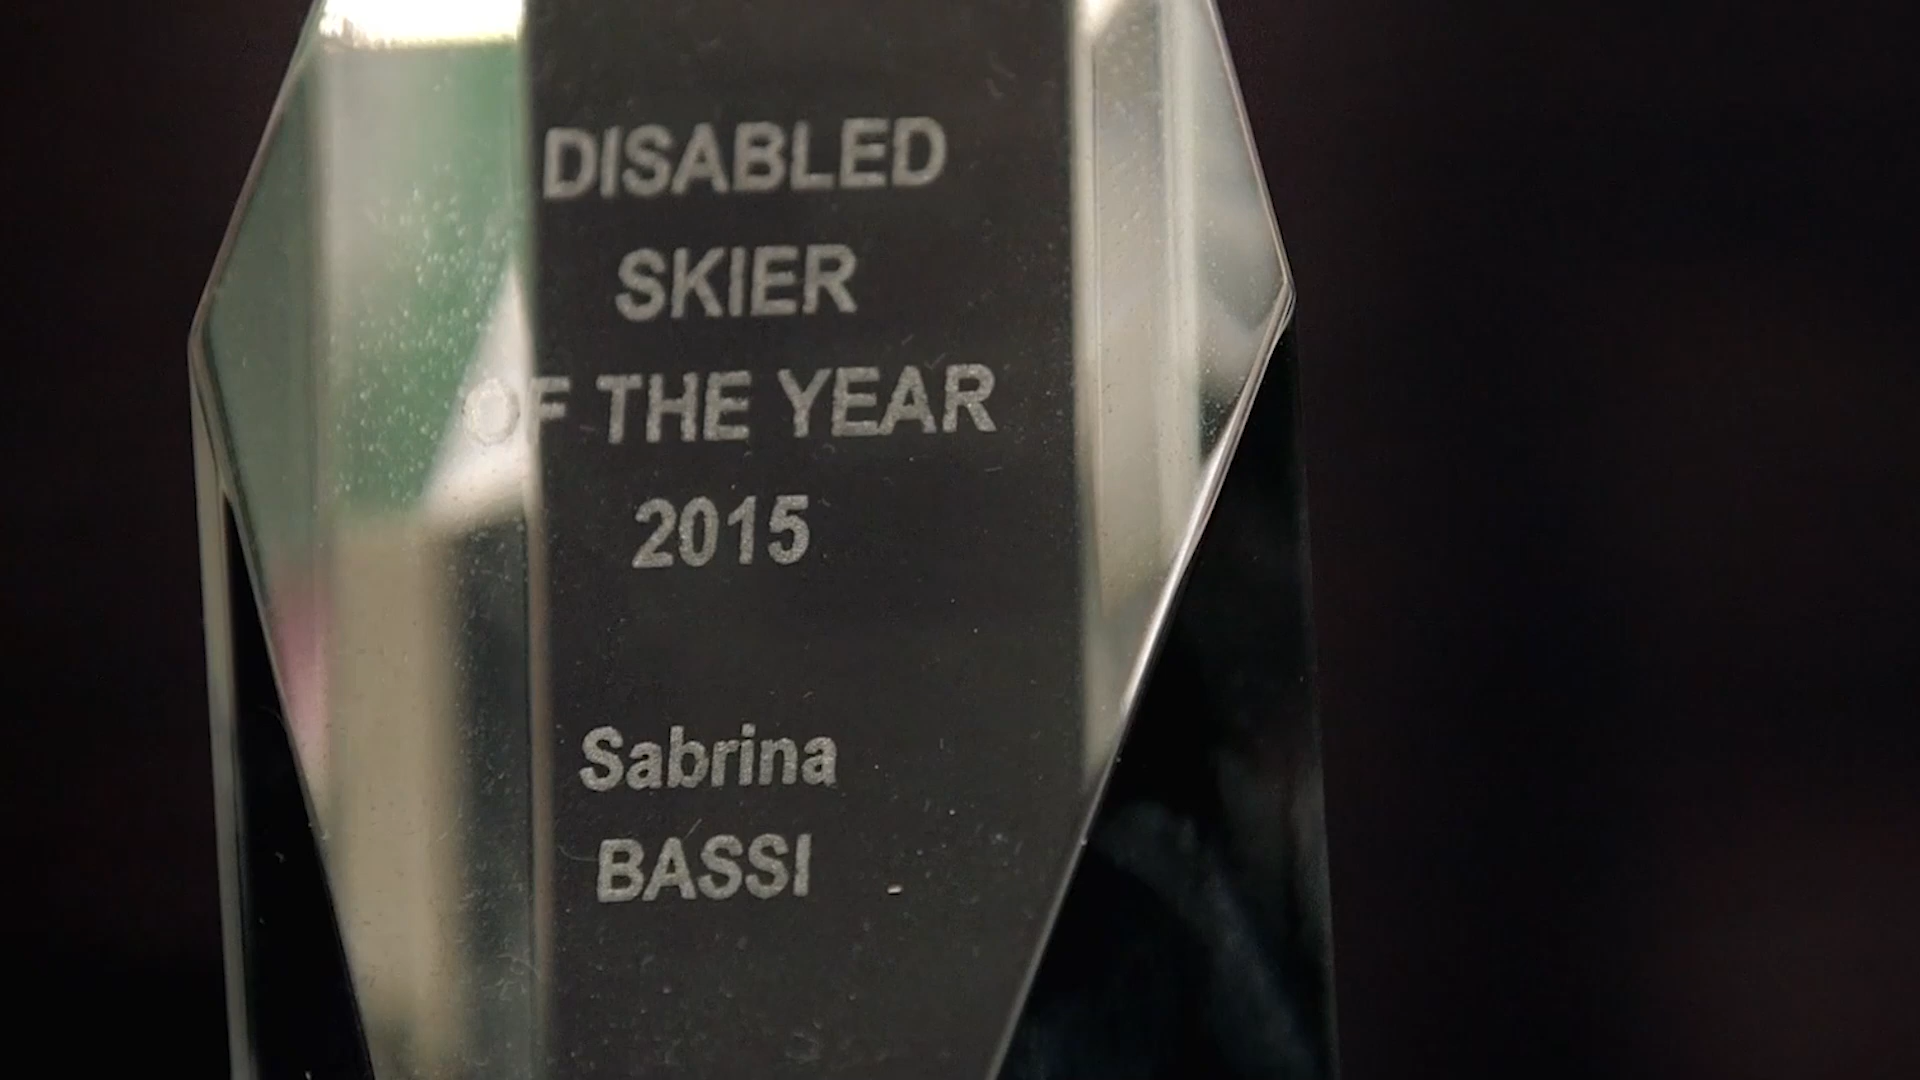 DISABLED
SKIER
OF THE YEAR
2015
Sabrina
BASSI